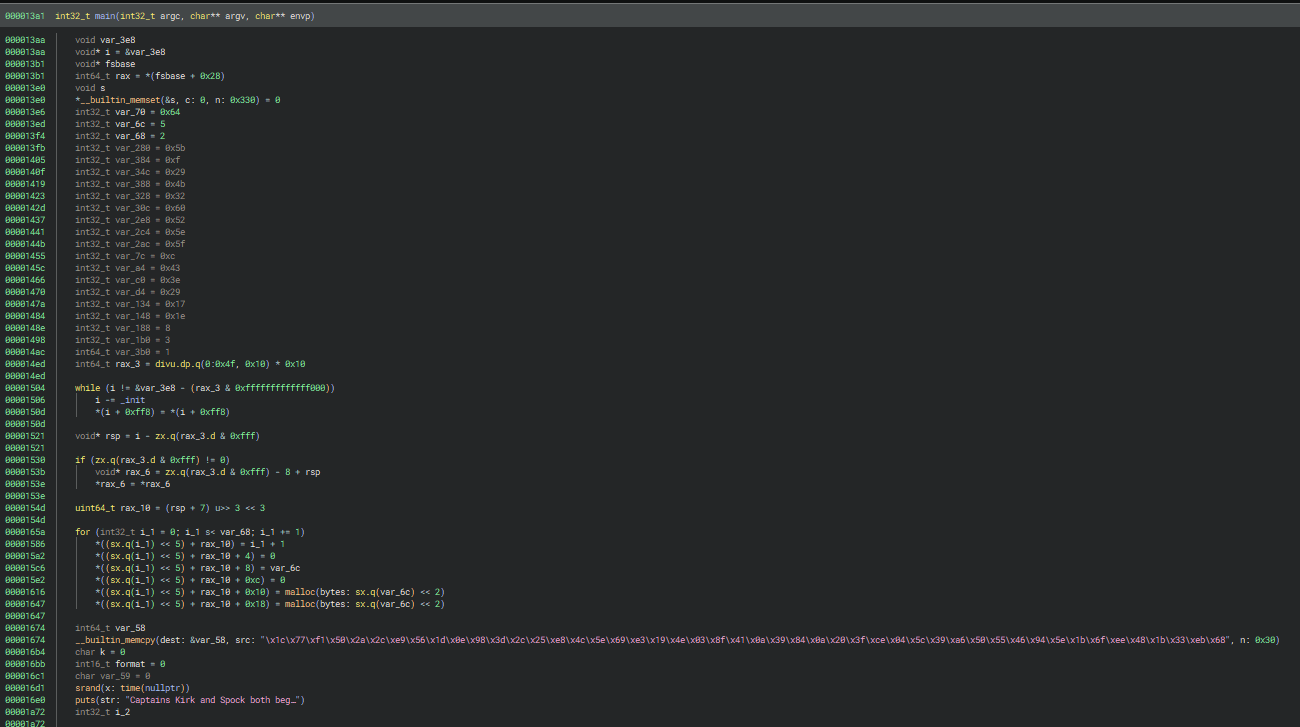 000013a1 int32_t main(int32_t argc, char** argv, char** envp)
000013aa void var_3e8
000013aa void* i = &var_3e8
000013b1 void* fsbase
000013b1 int64_t rax = *(fsbase + 0x28)
000013e0 void s
000013e0 *__builtin_memset(&s, c: 0, n: 0x330) = 0
000013e6 int32_t var_70 = 0x64
000013ed int32_t var_6c = 5
000013f4 int32_t var_68 = 2
000013fb int32_t var_280 = 0x5b
00001405 int32_t var_384 = 0xf
0000140f int32_t var_34c = 0x29
00001419 int32_t var_388 = 0x4b
00001423 int32_t var_328 = 0x32
0000142d int32_t var_30c = 0x60
00001437 int32_t var_2e8 = 0x52
00001441 int32_t var_2c4 = 0x5e
0000144b int32_t var_2ac = 0x5f
00001455 int32_t var_7c = 0xc
0000145c int32_t var_a4 = 0x43
00001466 int32_t var_c0 = 0x3e
00001470 int32_t var_d4 = 0x29
0000147a int32_t var_134 = 0x17
00001484 int32_t var_148 = 0x1e
0000148e int32_t var_188 = 8
00001498 int32_t var_1b0 = 3
000014ac int64_t var_3b0 = 1
000014ed int64_t rax_3 = divu.dp.q(0:0x4f, 0x10) * 0x10
000014ed
00001504 while (i != &var_3e8 - (rax_3 & 0xfffffffffffff000))
00001506 i -= _init
0000150d *(i + 0xff8) = *(i + 0xff8)
0000150d
00001521 void* rsp = i - zx.q(rax_3.d & 0xfff)
00001521
00001530 if (zx.q(rax_3.d & 0xfff) != 0)
0000153b void* rax_6 = zx.q(rax_3.d & 0xfff) - 8 + rsp
0000153e *rax_6 = *rax_6
0000153e
0000154d uint64_t rax_10 = (rsp + 7) u>> 3 << 3
0000154d
0000165a for (int32_t i_1 = 0; i_1 s< var_68; i_1 += 1)
00001586 *((sx.q(i_1) << 5) + rax_10) = i_1 + 1
000015a2 *((sx.q(i_1) << 5) + rax_10 + 4) = 0
000015c6 *((sx.q(i_1) << 5) + rax_10 + 8) = var_6c
000015e2 *((sx.q(i_1) << 5) + rax_10 + 0xc) = 0
00001616 *((sx.q(i_1) << 5) + rax_10 + 0x10) = malloc(bytes: sx.q(var_6c) << 2)
00001647 *((sx.q(i_1) << 5) + rax_10 + 0x18) = malloc(bytes: sx.q(var_6c) << 2)
00001647
00001674 int64_t var_58
00001674 __builtin_memcpy(dest: &var_58, src: "\x1c\x77\xf1\x50\x2a\x2c\xe9\x56\x1d\x0e\x98\x3d\x2c\x25\xe8\x4c\x5e\x69\xe3\x19\x4e\x03\x8f\x41\x0a\x39\x84\x0a\x20\x3f\xce\x04\x5c\x39\xa6\x50\x55\x46\x94\x5e\x1b\x6f\xee\x48\x1b\x33\xeb\x68", n: 0x30)
000016b4 char k = 0
000016bb int16_t format = 0
000016c1 char var_59 = 0
000016d1 srand(x: time(nullptr))
000016e0 puts(str: "Captains Kirk and Spock both beg…")
00001a72 int32_t i_2
00001a72